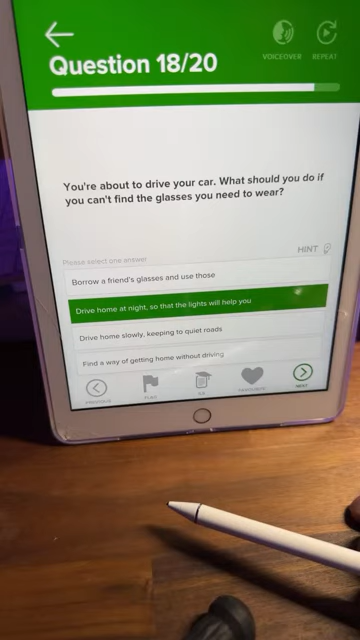 Question 18/20
VOICEOVER
REPEAT
You're about to drive your car. What should you do if
you can't find the glasses you need to wear?
HINT
Please select one answer
Borrow a friend's glasses and use those
Drive home at night, so that the lights will help you
Drive home slowly, keeping to quiet roads
Find a way of getting home without driving
PREVIOUS
FLAG
FAVOURITE
NEXT